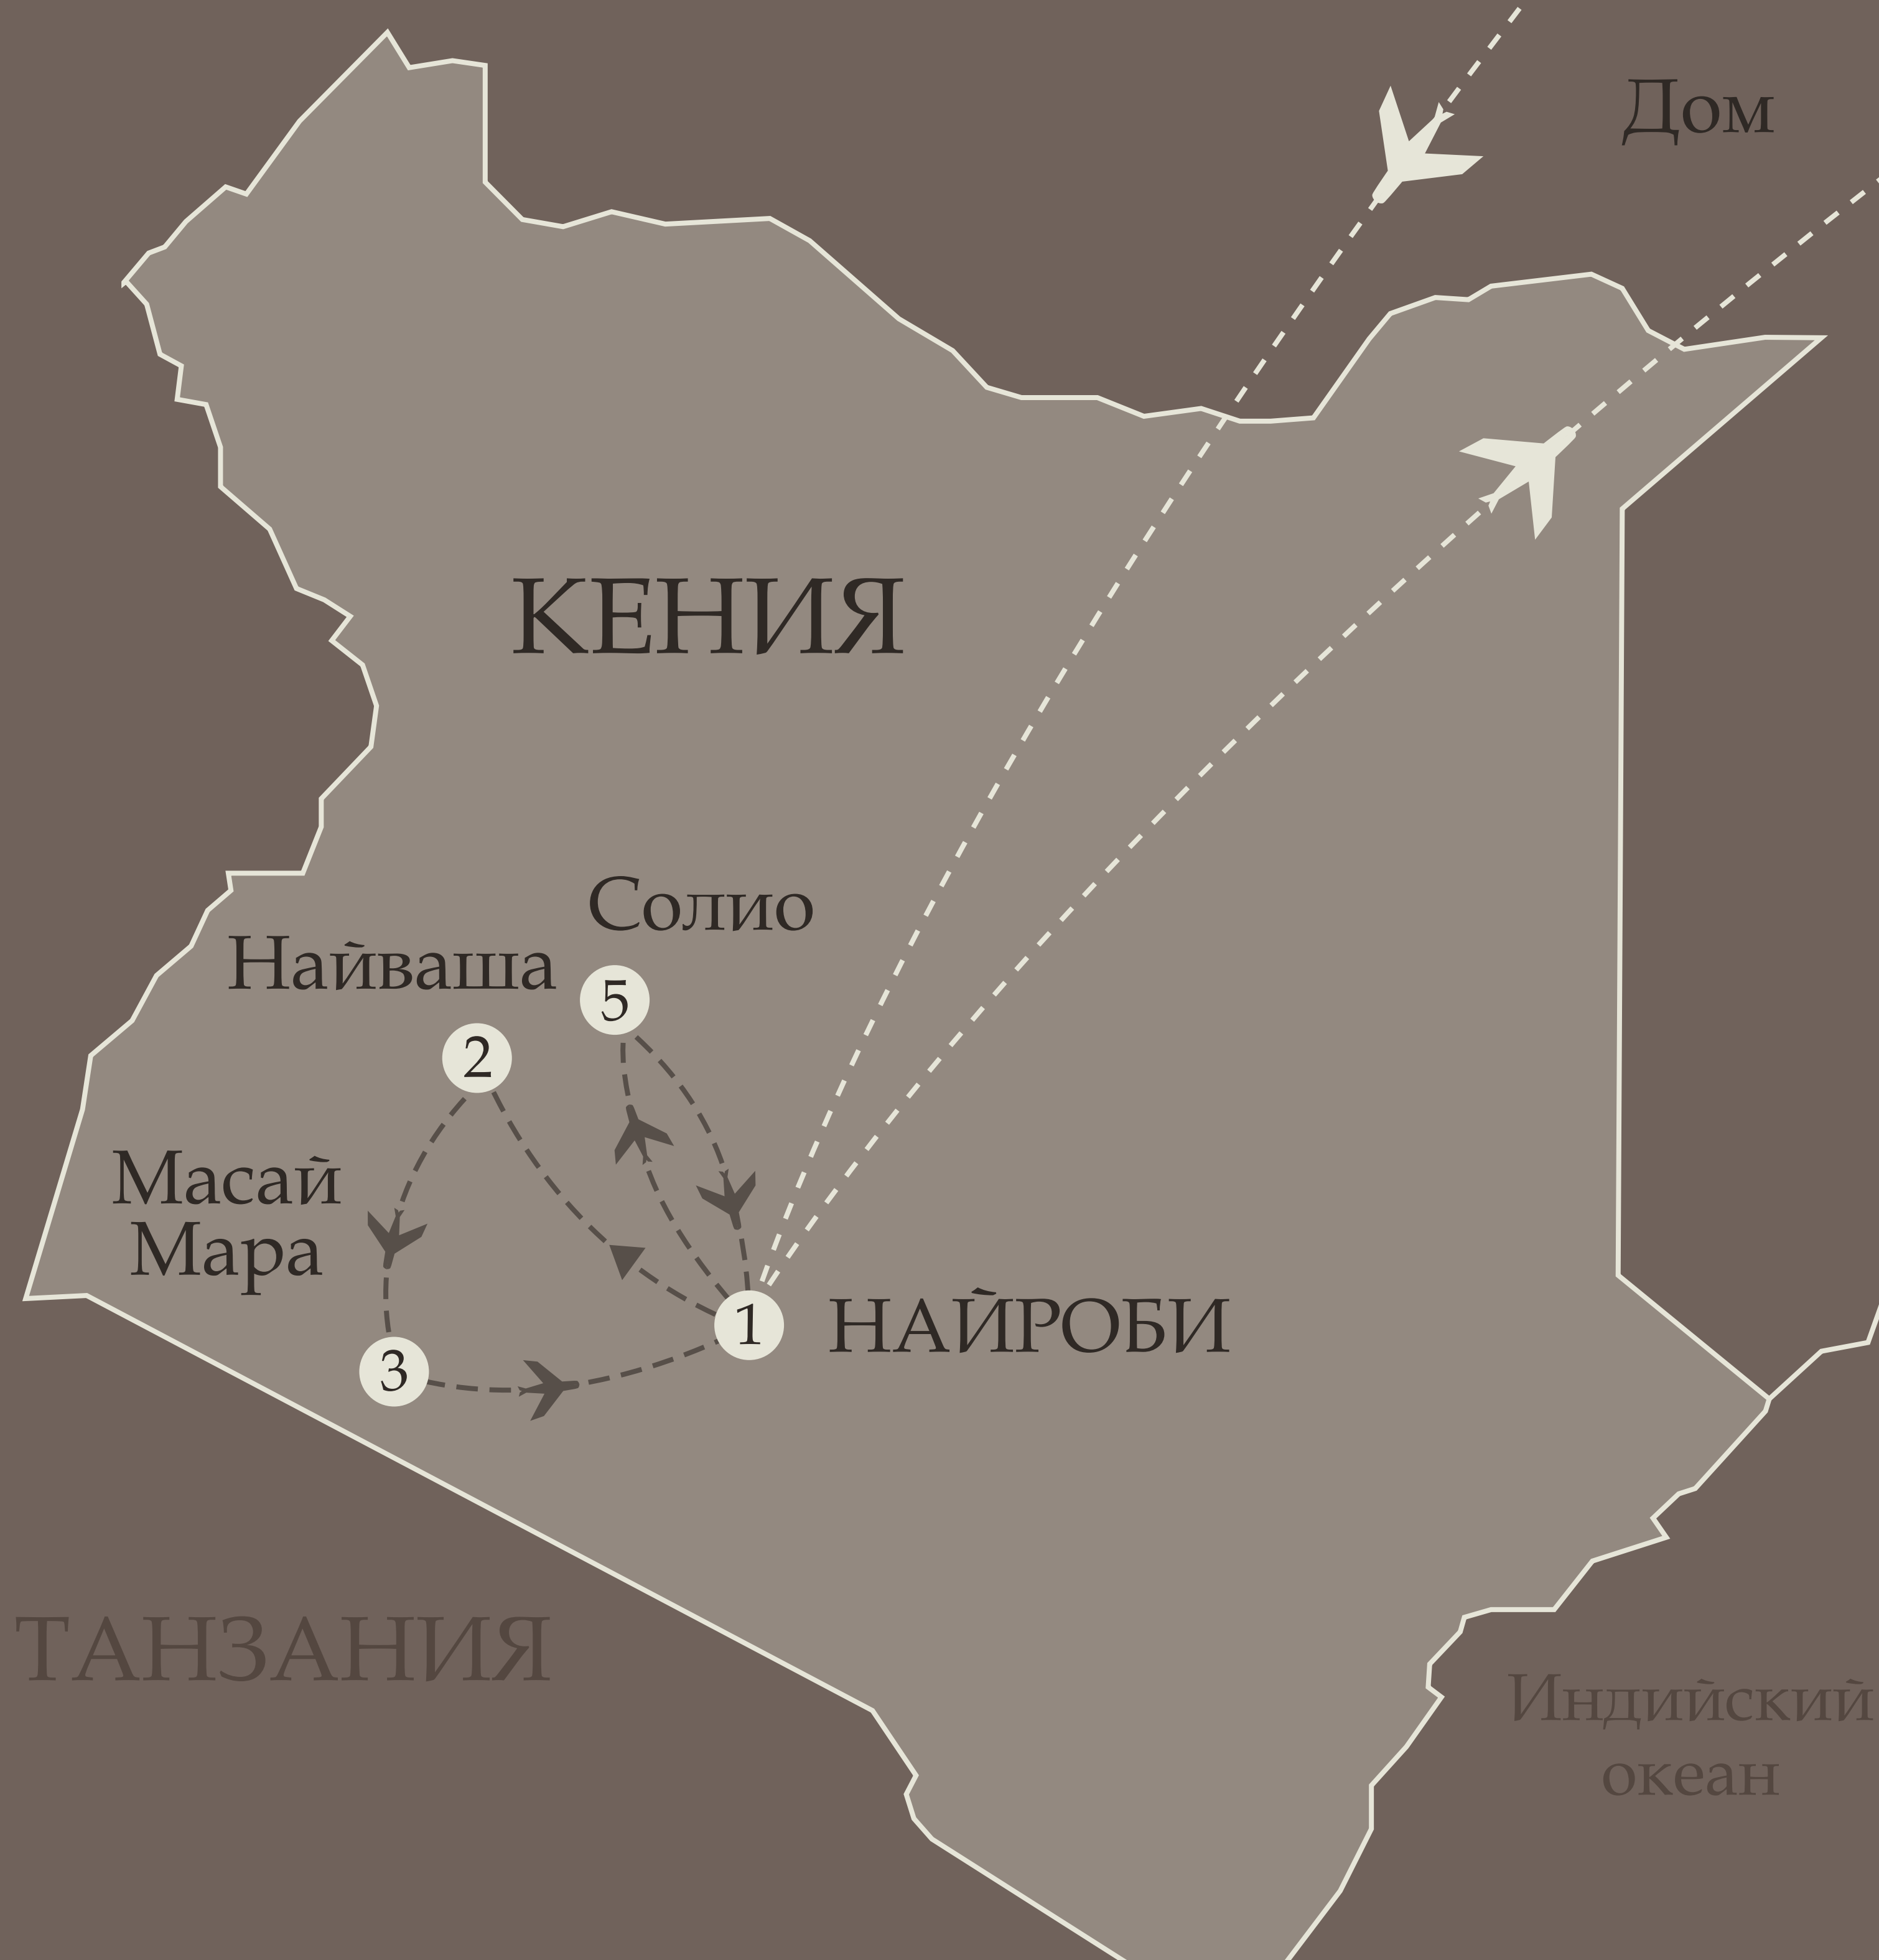 Дом
КЕНИЯ
Солио
Найваша
5
2
Масай
Мара
1
НАЙРОБИ
3
ТАНЗАНИЯ
Индийский
океан